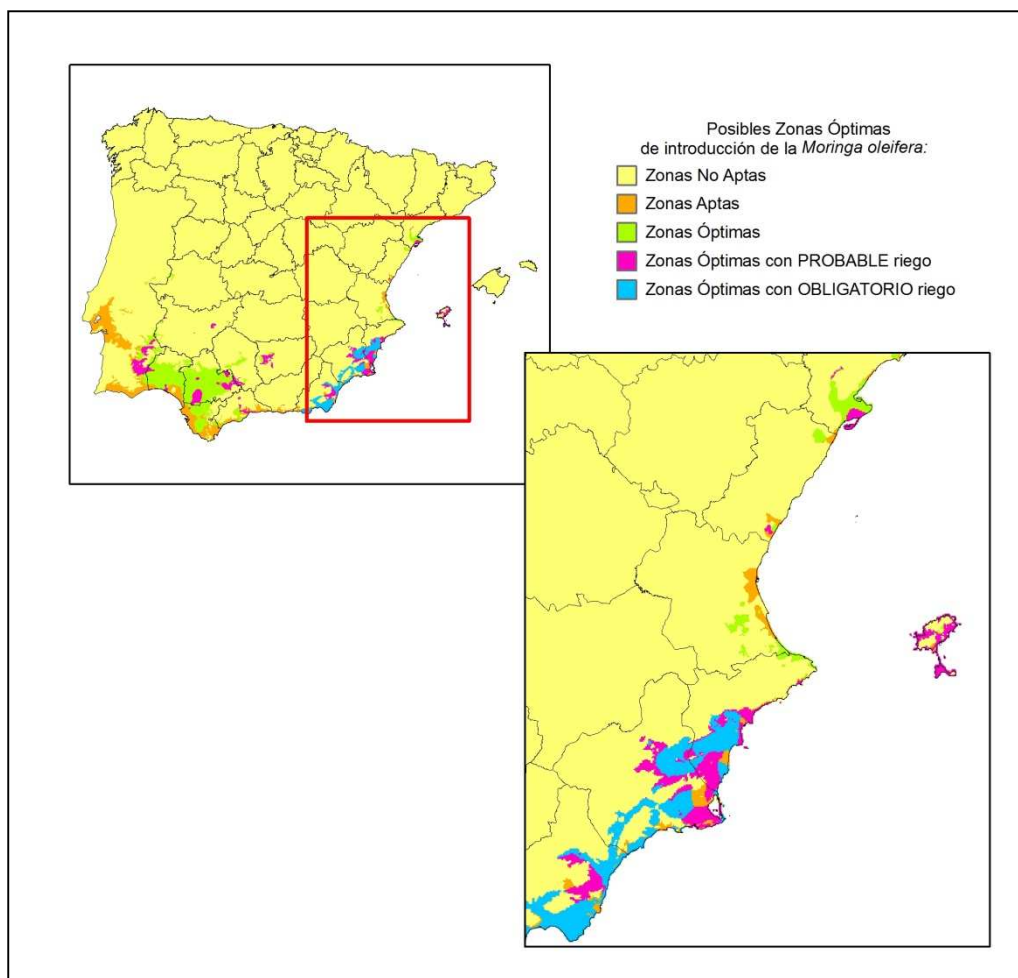 Posibles Zonas Óptimas
de introducción de la Moringa oleifera:
Zonas No Aptas
Zonas Aptas
Zonas Óptimas
Zonas Óptimas con PROBABLE riego
Zonas Óptimas con OBLIGATORIO riego